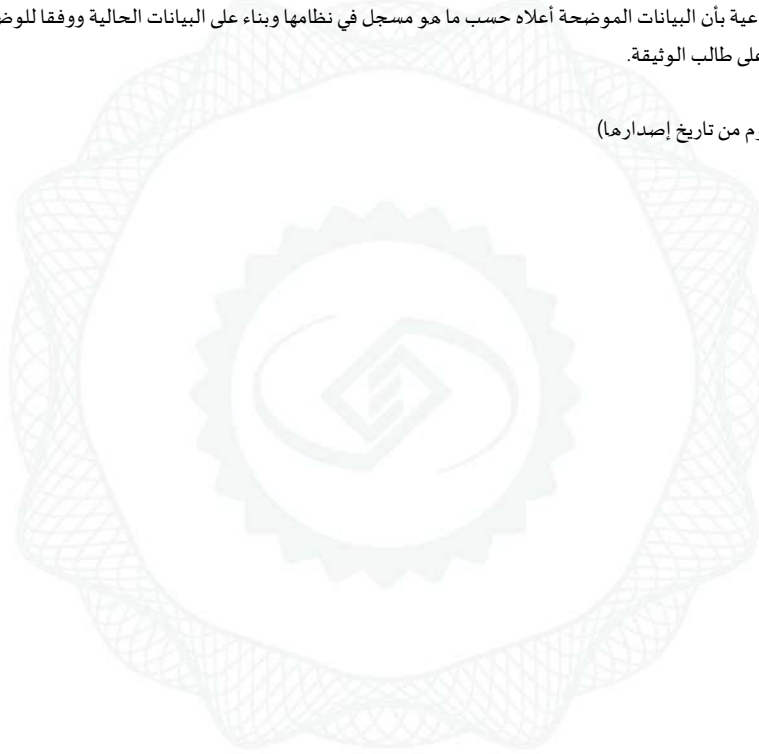 عية بأن البيانات الموضحة أعلاه حسب ما هو مسجل في نظامها وبناء على البيانات الحالية ووفقا للوض
على طالب الوثيقة.
وم من تاريخ إصدارها)